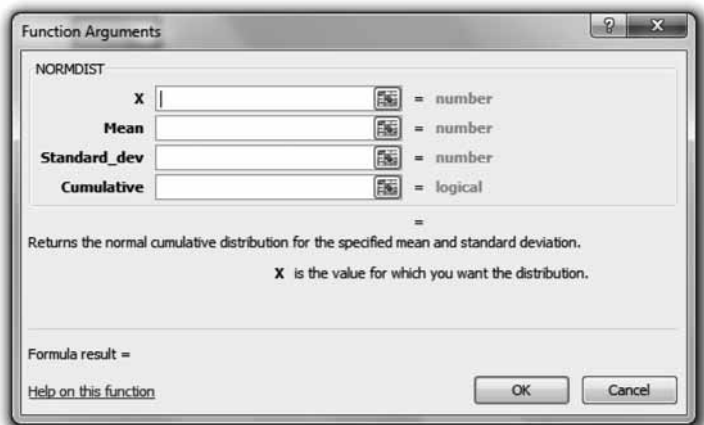 Function Arguments
NORMDIST
X = number
Mean = number
Standard_dev = number
Cumulative = logical
=
Returns the normal cumulative distribution for the specified mean and standard deviation.
X is the value for which you want the distribution.
Formula result =
Help on this function
OK Cancel